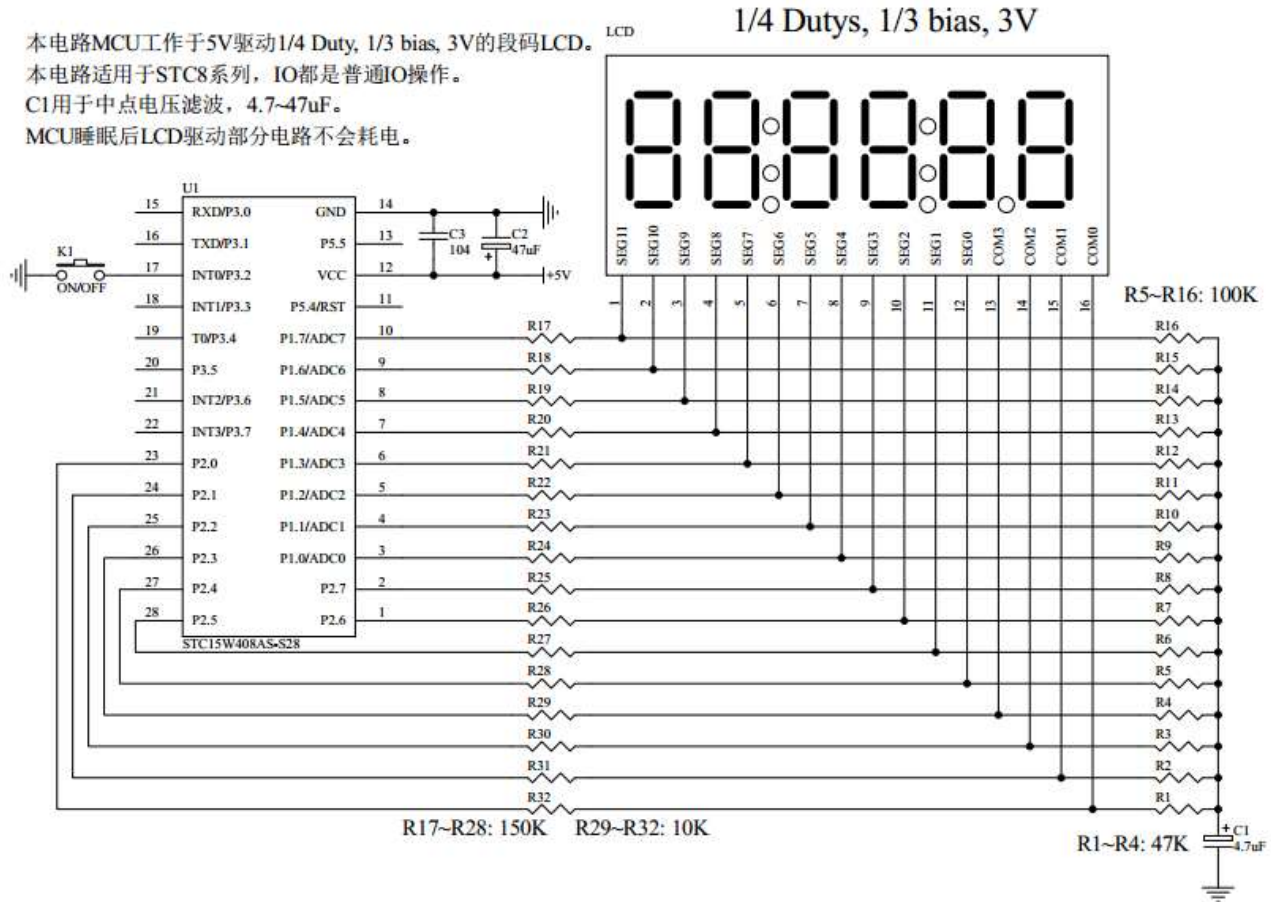 1/4 Dutys, 1/3 bias, 3V
本电路MCU工作于5V驱动1/4 Duty, 1/3 bias, 3V的段码LCD。
本电路适用于STC8系列，IO都是普通IO操作。
C1用于中点电压滤波，4.7~47uF。
MCU睡眠后LCD驱动部分电路不会耗电。
LCD
SEG11
SEG10
SEG9
SEG8
SEG7
SEG6
SEG5
SEG4
SEG3
SEG2
SEG1
SEG0
COM3
COM2
COM1
COM0
1
2
3
4
5
6
7
8
9
10
11
12
13
14
15
16
U1
15 RXD/P3.0 GND 14
16 TXD/P3.1 P5.5 13
17 INT0/P3.2 VCC 12
18 INT1/P3.3 P5.4/RST 11
19 T0/P3.4 P1.7/ADC7 10
20 P3.5 P1.6/ADC6 9
21 INT2/P3.6 P1.5/ADC5 8
22 INT3/P3.7 P1.4/ADC4 7
23 P2.0 P1.3/ADC3 6
24 P2.1 P1.2/ADC2 5
25 P2.2 P1.1/ADC1 4
26 P2.3 P1.0/ADC0 3
27 P2.4 P2.7 2
28 P2.5 P2.6 1
STC15W408AS-S28
K1
ON/OFF
C3
104
C2
+
47uF
+5V
R5~R16: 100K
R17 R16
R18 R15
R19 R14
R20 R13
R21 R12
R22 R11
R23 R10
R24 R9
R25 R8
R26 R7
R27 R6
R28 R5
R29 R4
R30 R3
R31 R2
R32 R1
R17~R28: 150K R29~R32: 10K
R1~R4: 47K
+ C1
4.7uF